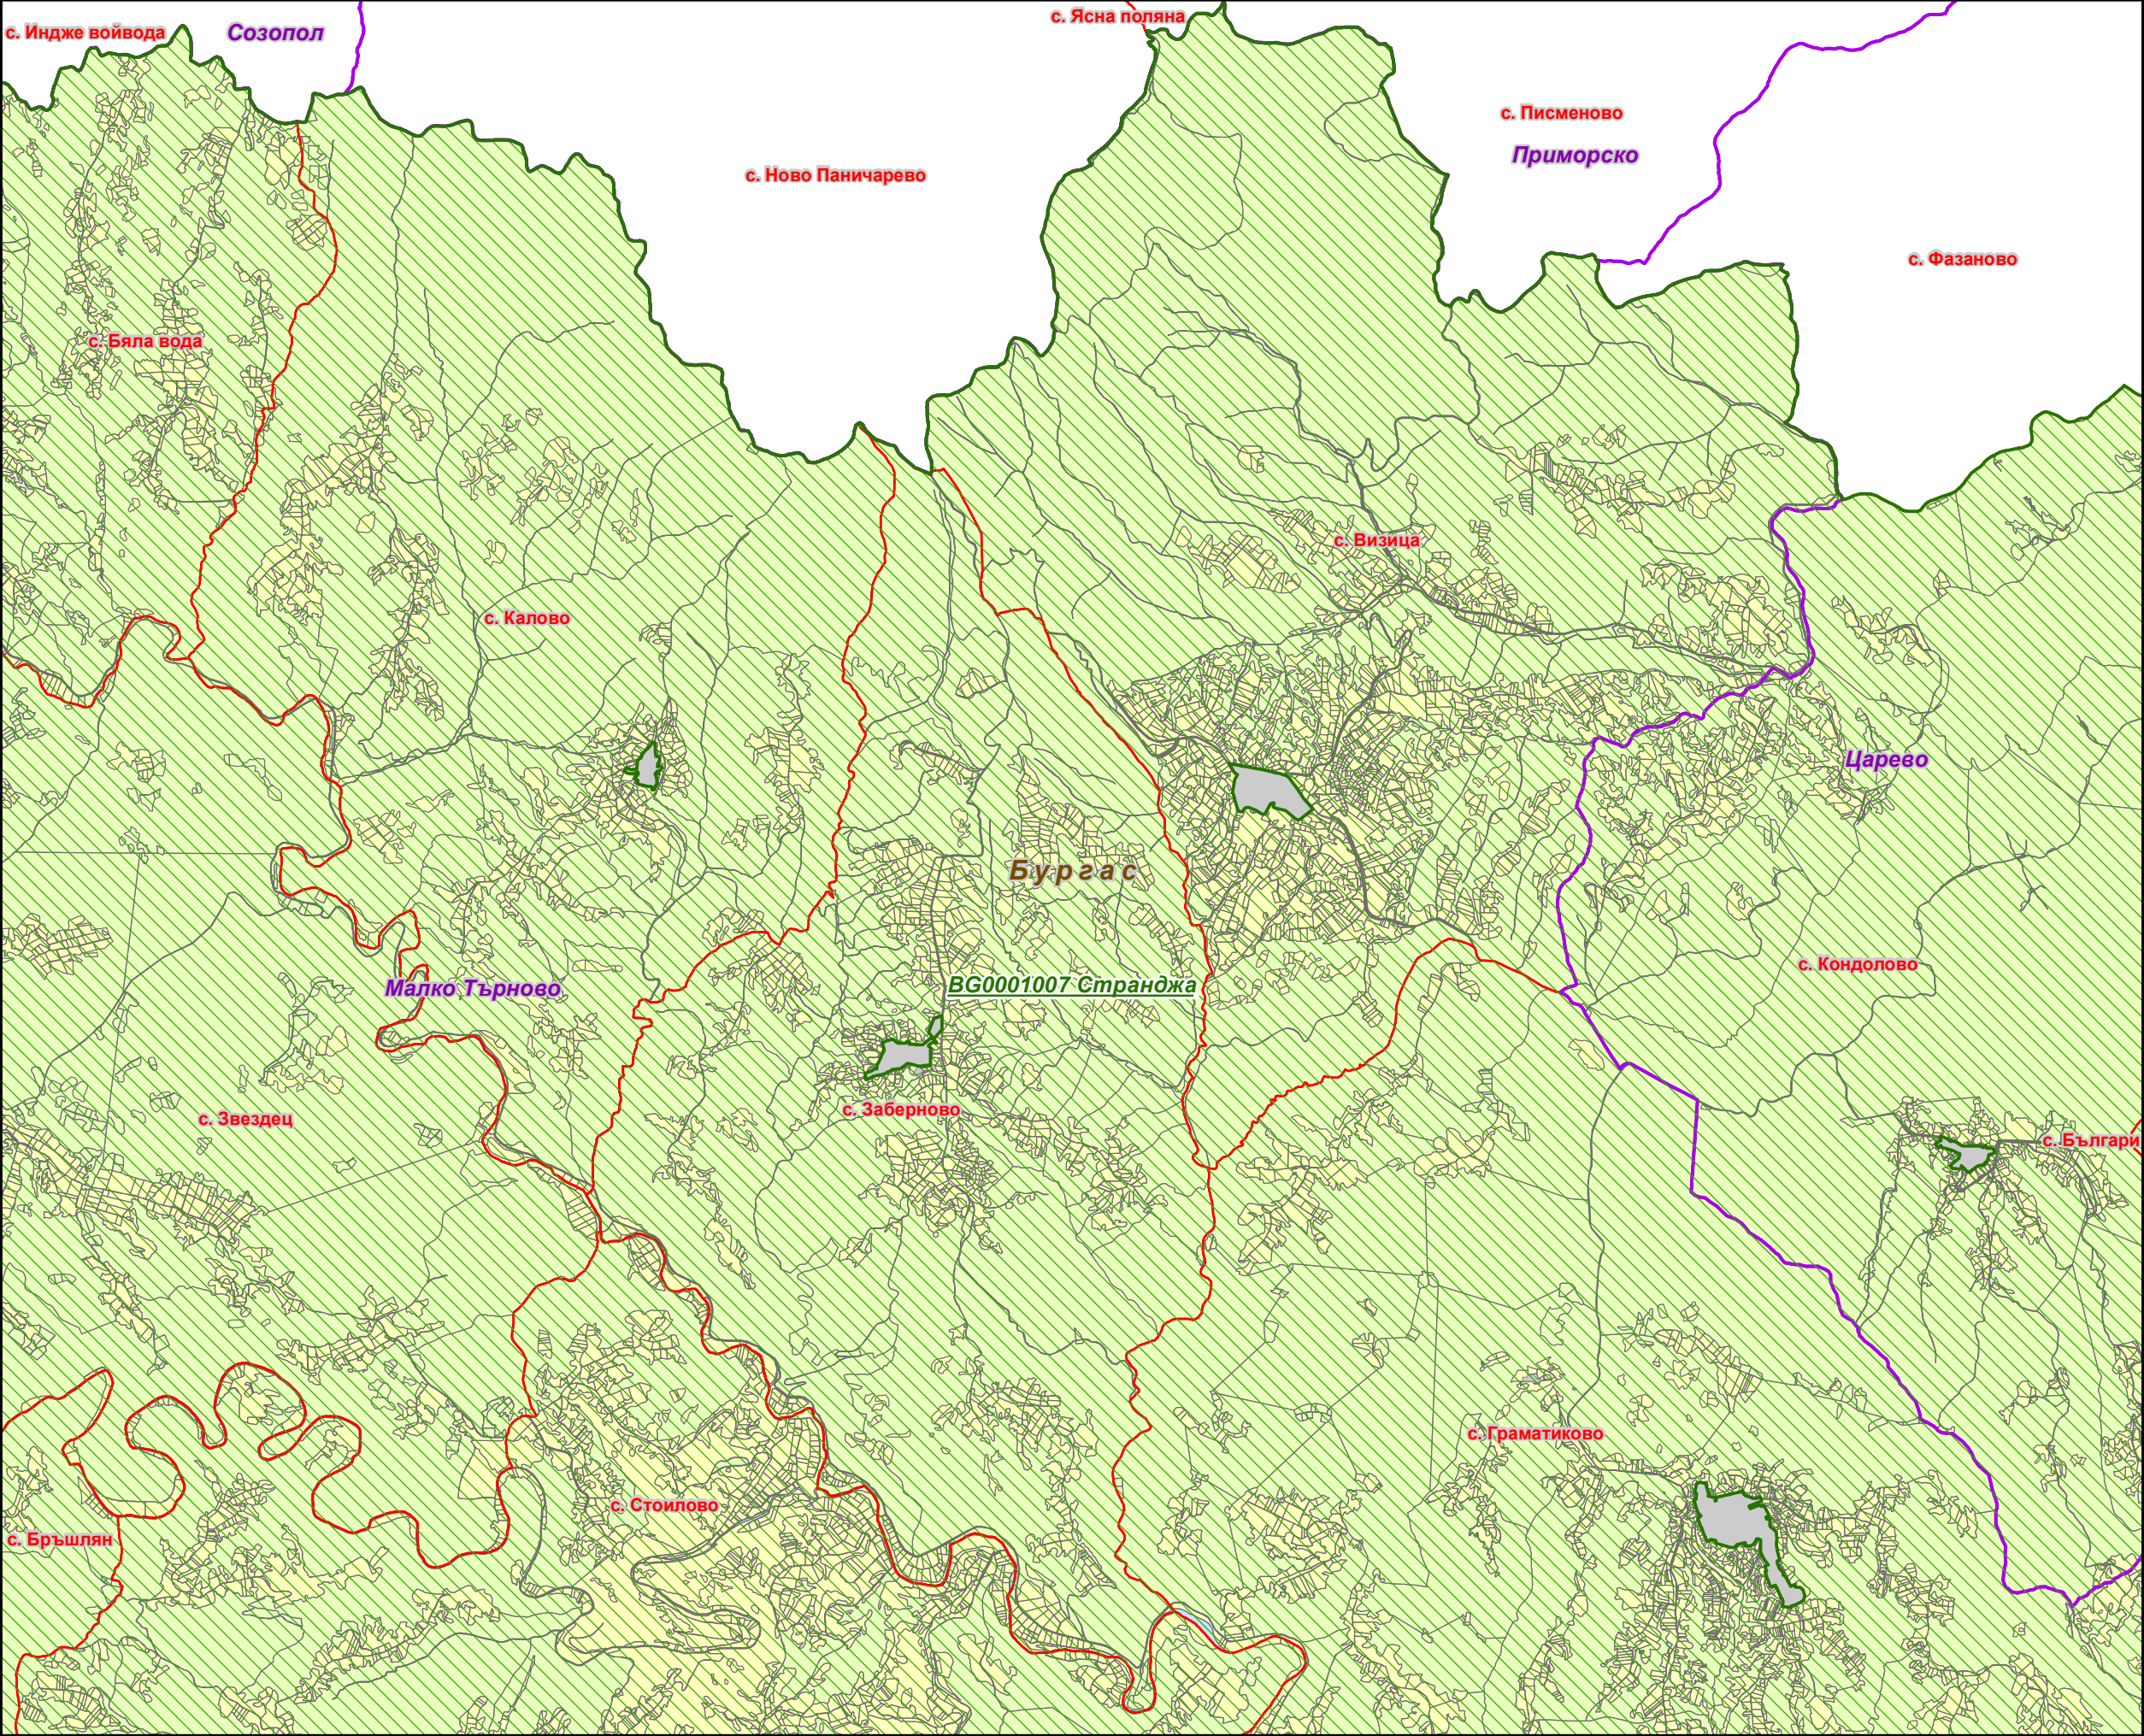 с. Ясна поляна
с. Индже войвода
Созопол
с. Писменово
Приморско
с. Ново Паничарево
с. Фазаново
с. Бяла вода
с. Визица
с. Калово
Царево
Бургас
с. Кондолово
BG0001007 Странджа
Малко Търново
с. Заберново
с. Звездец
с. Българи
с. Граматиково
с. Стоилово
с. Бръшлян